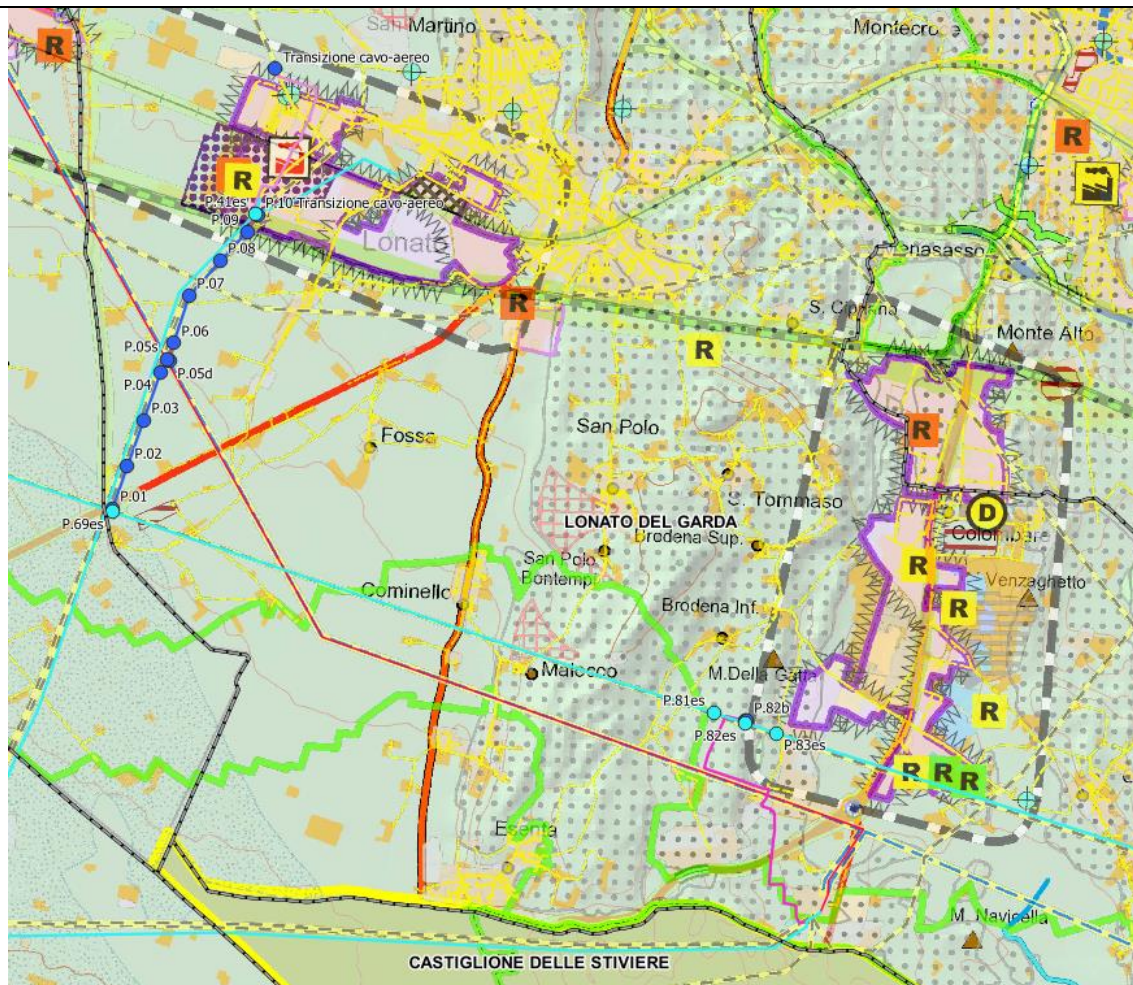 San Martino
Montecroce
R
Transizione cavo-aereo
R
R
P.41es
P.10 Transizione cavo-aereo
P.09
P.08
Lonato
P.07
R
S. Cipriana
Monte Alto
P.06
P.05s
P.05d
R
P.04
P.03
Fossa
San Polo
R
P.02
P.01
S. Tommaso
D
P.69es
LONATO DEL GARDA
Brodena Sup.
Colombare
San Polo
Bontempi
R
Venzaghetto
Cominello
Brodena Inf.
R
Malocco
M.Della Gatta
P.81es
P.82b
R
P.82es
P.83es
R
R
R
Esenta
M. Navicella
CASTIGLIONE DELLE STIVIERE